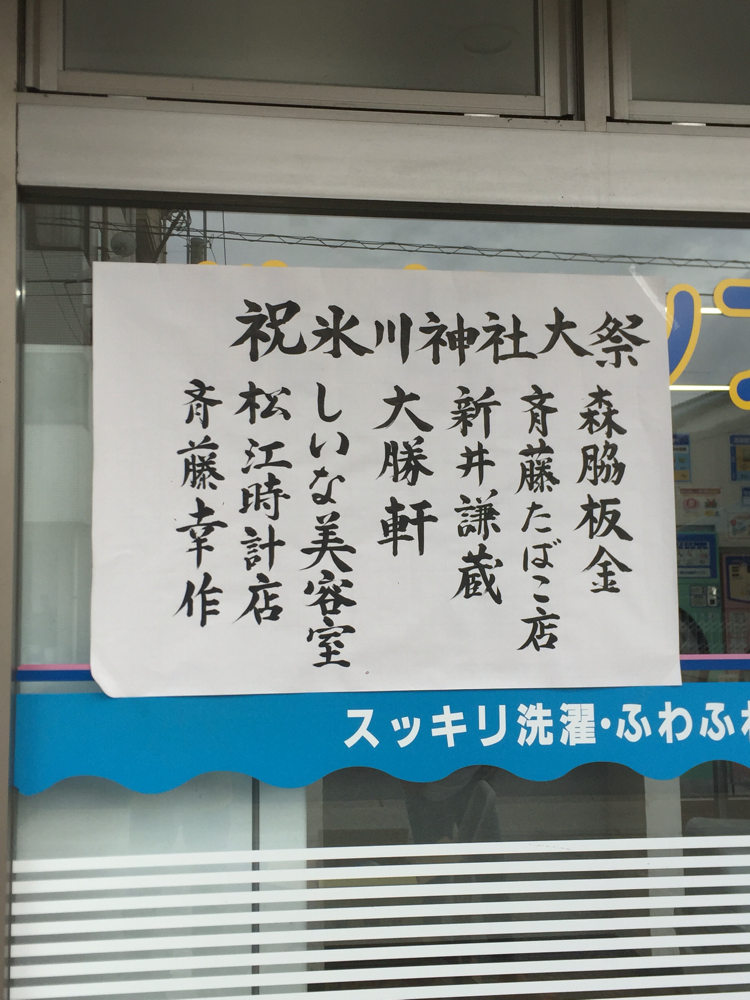 祝氷川神社大祭
森脇板金
斉藤たばこ店
新井謙蔵
大勝軒
しいな美容室
松江時計店
斉藤幸作
スッキリ洗濯・ふわふわ